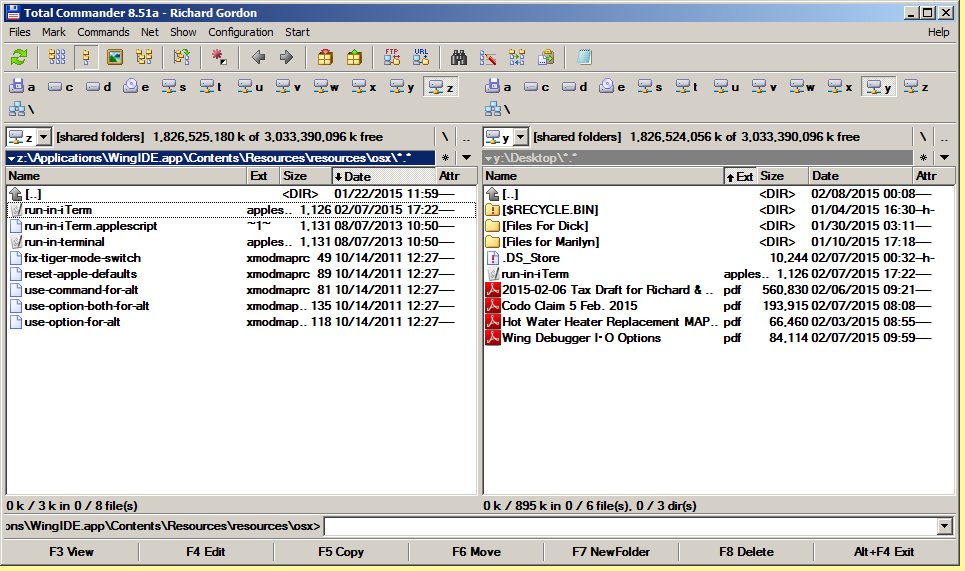 Total Commander 8.51a - Richard Gordon
Files Mark Commands Net Show Configuration Start Help
FTP URL
a c d e s t u v w x y z a c d e s t u v w x y z
\ \
z [shared folders] 1,826,525,180 k of 3,033,390,096 k free \ .. y [shared folders] 1,826,524,056 k of 3,033,390,096 k free \ ..
z:\Applications\WingIDE.app\Contents\Resources\resources\osx\*.* * y:\Desktop\*.* *
Name Ext Size Date Attr Name Ext Size Date Attr
[..] <DIR> 01/22/2015 11:59---- [..] <DIR> 02/08/2015 00:08----
run-in-iTerm apples.. 1,126 02/07/2015 17:22---- [$RECYCLE.BIN] <DIR> 01/04/2015 16:30--h-
run-in-iTerm.applescript ~1~ 1,131 08/07/2013 10:50---- [Files For Dick] <DIR> 01/30/2015 03:11----
run-in-terminal apples.. 1,131 08/07/2013 10:50---- [Files for Marilyn] <DIR> 01/10/2015 17:18----
fix-tiger-mode-switch xmodmaprc 49 10/14/2011 12:27---- .DS_Store 10,244 02/07/2015 00:32--h-
reset-apple-defaults xmodmaprc 89 10/14/2011 12:27---- run-in-iTerm apples.. 1,126 02/07/2015 17:22----
use-command-for-alt xmodmaprc 81 10/14/2011 12:27---- 2015-02-06 Tax Draft for Richard & .. pdf 560,830 02/06/2015 09:21----
use-option-both-for-alt xmodmap.. 135 10/14/2011 12:27---- Codo Claim 5 Feb. 2015 pdf 193,915 02/07/2015 08:08----
use-option-for-alt xmodmap.. 118 10/14/2011 12:27---- Hot Water Heater Replacement MAP.. pdf 66,460 02/03/2015 08:55----
Wing Debugger I·O Options pdf 84,114 02/07/2015 09:59----
0 k / 3 k in 0 / 8 file(s) 0 k / 895 k in 0 / 6 file(s), 0 / 3 dir(s)
ons\WingIDE.app\Contents\Resources\resources\osx>
F3 View F4 Edit F5 Copy F6 Move F7 NewFolder F8 Delete Alt+F4 Exit